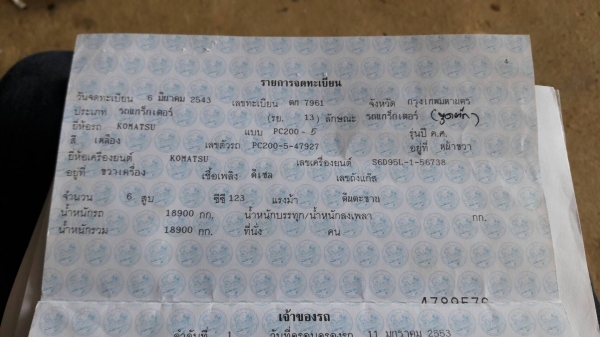 4
รายการจดทะเบียน
วันจดทะเบียน 6 มีนาคม 2543 เลขทะเบียน ตก 7961 จังหวัด กรุงเทพมหานคร
ประเภท รถแทร็กเตอร์ (รย. 13) ลักษณะ รถแทร็กเตอร์
ยี่ห้อรถ KOMATSU แบบ PC200-5 รุ่นปี ค.ศ.
สี เหลือง เลขตัวรถ PC200-5-47927 อยู่ที่ หน้าขวา
ยี่ห้อเครื่องยนต์ KOMATSU เลขเครื่องยนต์ S6D95L-1-56738
อยู่ที่ ขวาเครื่อง เชื้อเพลิง ดีเซล เลขถังแก๊ส
จำนวน 6 สูบ ซีซี 123 แรงม้า
น้ำหนักรถ 18900 กก. น้ำหนักบรรทุก/น้ำหนักลงเพลา กก.
น้ำหนักรวม 18900 กก. ที่นั่ง คน
เจ้าของรถ
ลำดับที่ 1 วันที่ครอบครองรถ 11 มกราคม 2553